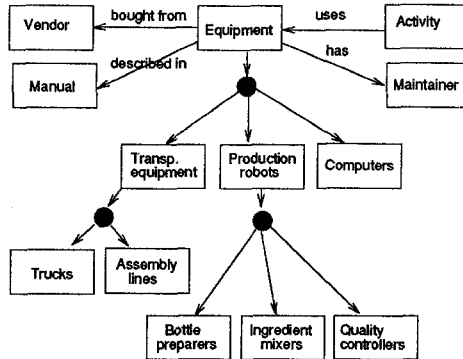 Vendor
bought from
Equipment
uses
Activity
Manual
described in
has
Maintainer
Transp.
equipment
Production
robots
Computers
Trucks
Assembly
lines
Bottle
preparers
Ingredient
mixers
Quality
controllers